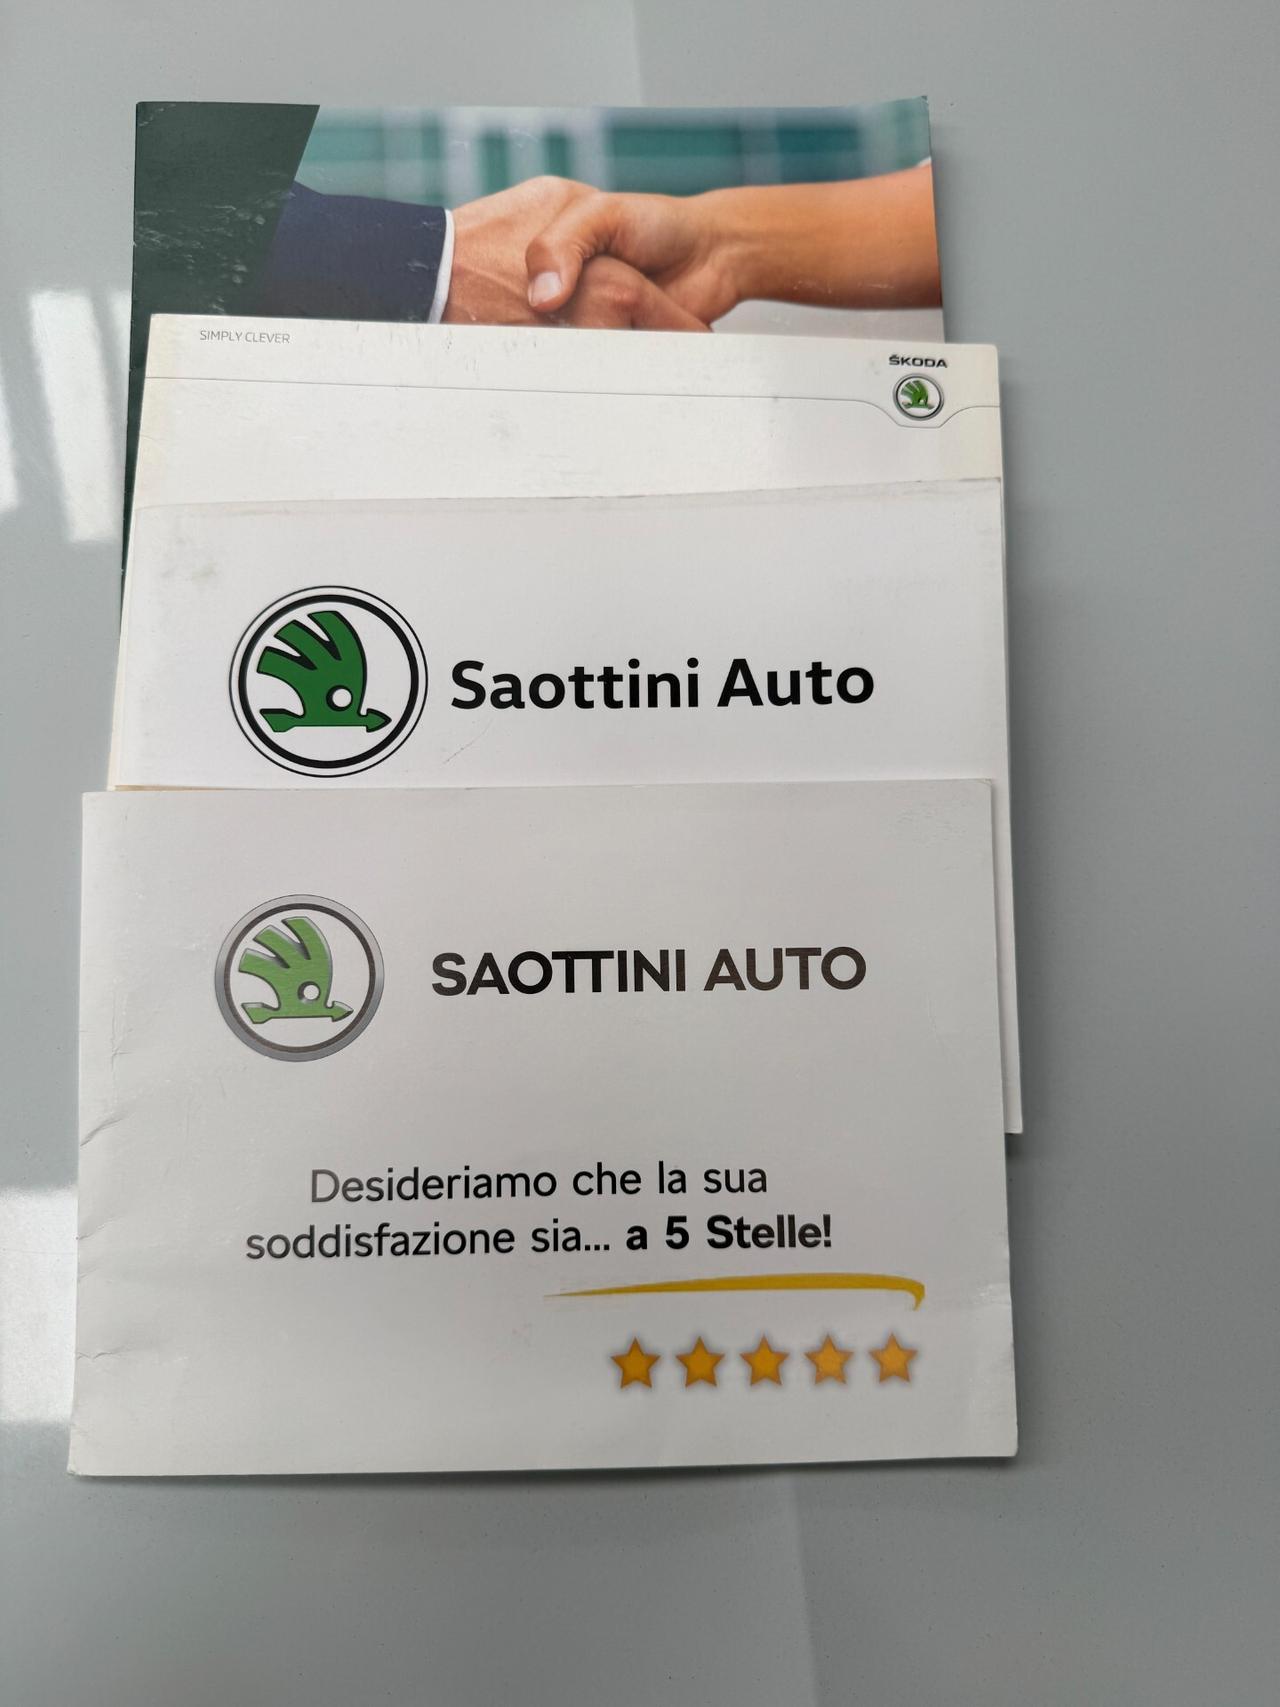 SIMPLY CLEVER
ŠKODA
Saottini Auto
SAOTTINI AUTO
Desideriamo che la sua
soddisfazione sia... a 5 Stelle!